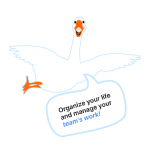 Organize your life
and manage your
team's work!